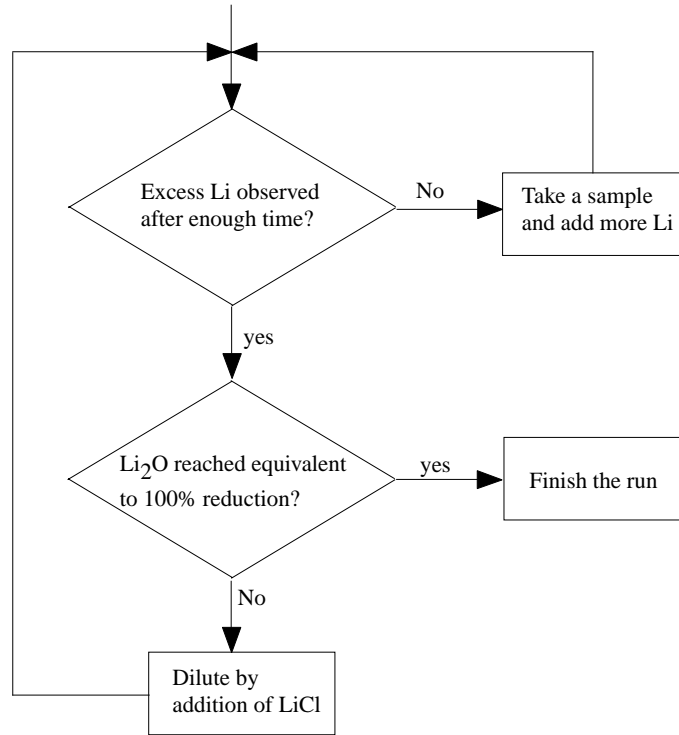 Excess Li observed
after enough time?
No
Take a sample
and add more Li
yes
Li2O reached equivalent
to 100% reduction?
yes
Finish the run
No
Dilute by
addition of LiCl